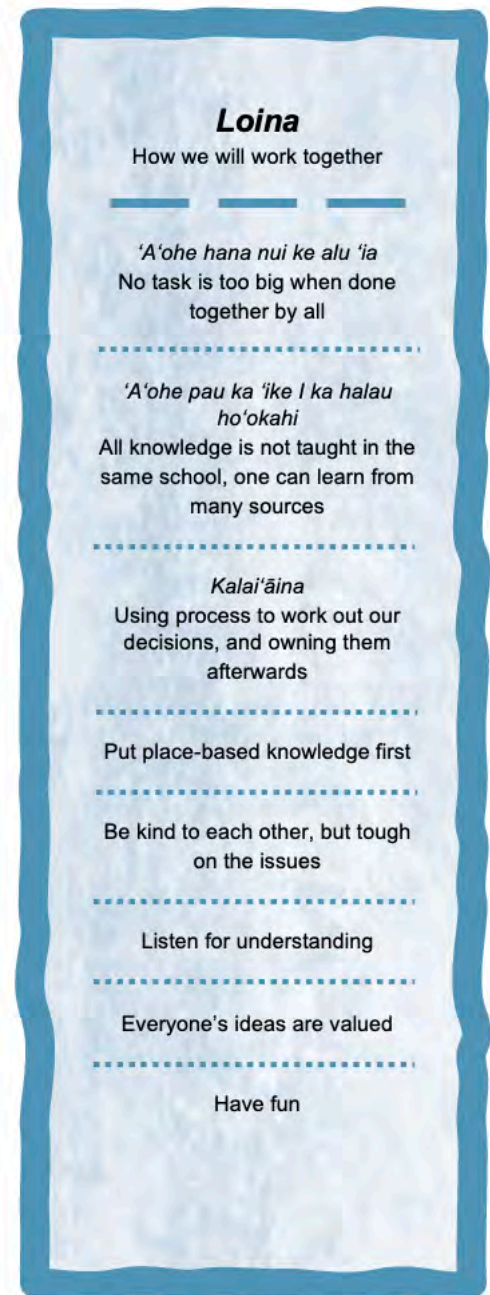 Loina
How we will work together
ʻAʻohe hana nui ke alu ʻia
No task is too big when done
together by all
ʻAʻohe pau ka ʻike I ka halau
hoʻokahi
All knowledge is not taught in the
same school, one can learn from
many sources
Kalaiʻāina
Using process to work out our
decisions, and owning them
afterwards
Put place-based knowledge first
Be kind to each other, but tough
on the issues
Listen for understanding
Everyone’s ideas are valued
Have fun